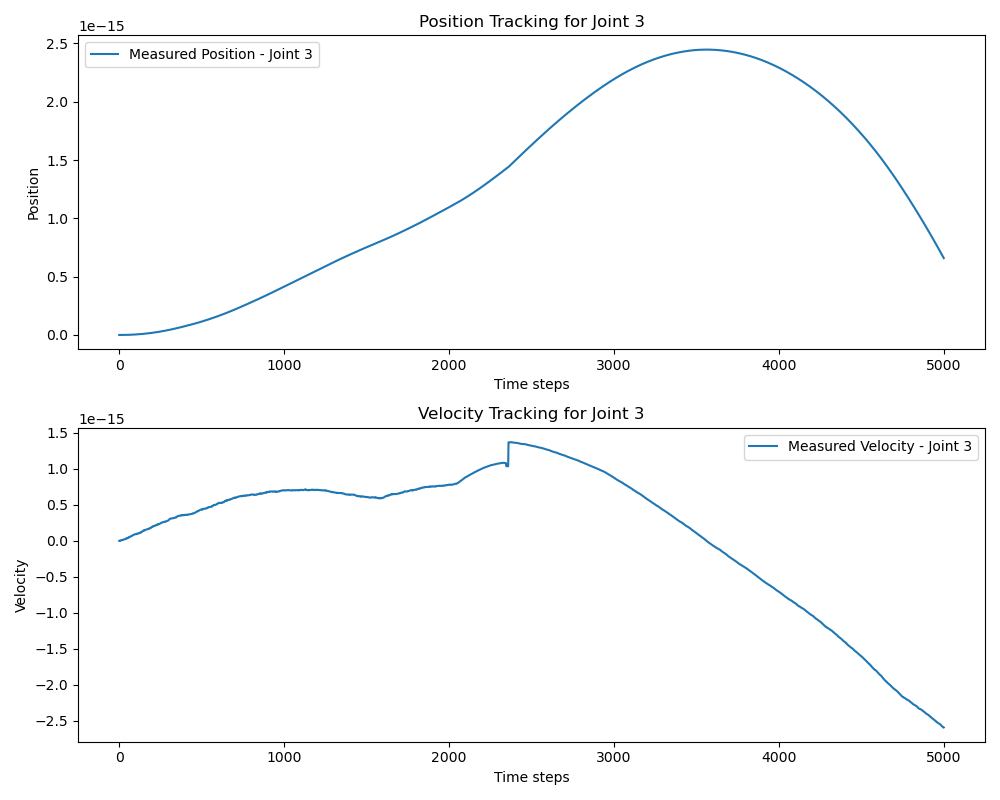 Position Tracking for Joint 3
1e−15
Measured Position - Joint 3
Position
2.5
2.0
1.5
1.0
0.5
0.0
0 1000 2000 3000 4000 5000
Time steps
Velocity Tracking for Joint 3
1e−15
Measured Velocity - Joint 3
Velocity
1.5
1.0
0.5
0.0
−0.5
−1.0
−1.5
−2.0
−2.5
0 1000 2000 3000 4000 5000
Time steps